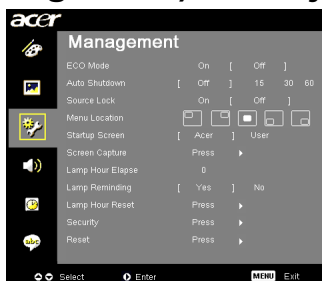 acer
Management
ECO Mode On [ Off ]
Auto Shutdown [ Off ] 15 30 60
Source Lock On [ Off ]
Menu Location
Startup Screen [ Acer ] User
Screen Capture Press
Lamp Hour Elapse 0
Lamp Reminding [ Yes ] No
Lamp Hour Reset Press
Security Press
Reset Press
abc
Select Enter MENU Exit